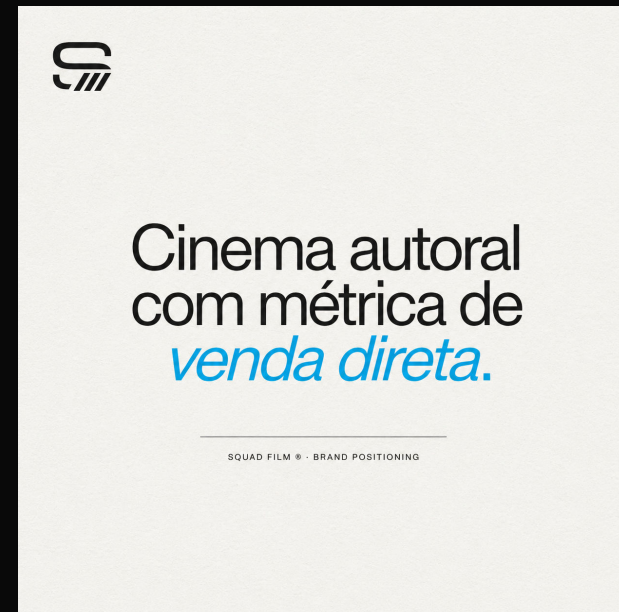 Cinema autoral
com métrica de
venda direta.
SQUAD FILM ® · BRAND POSITIONING